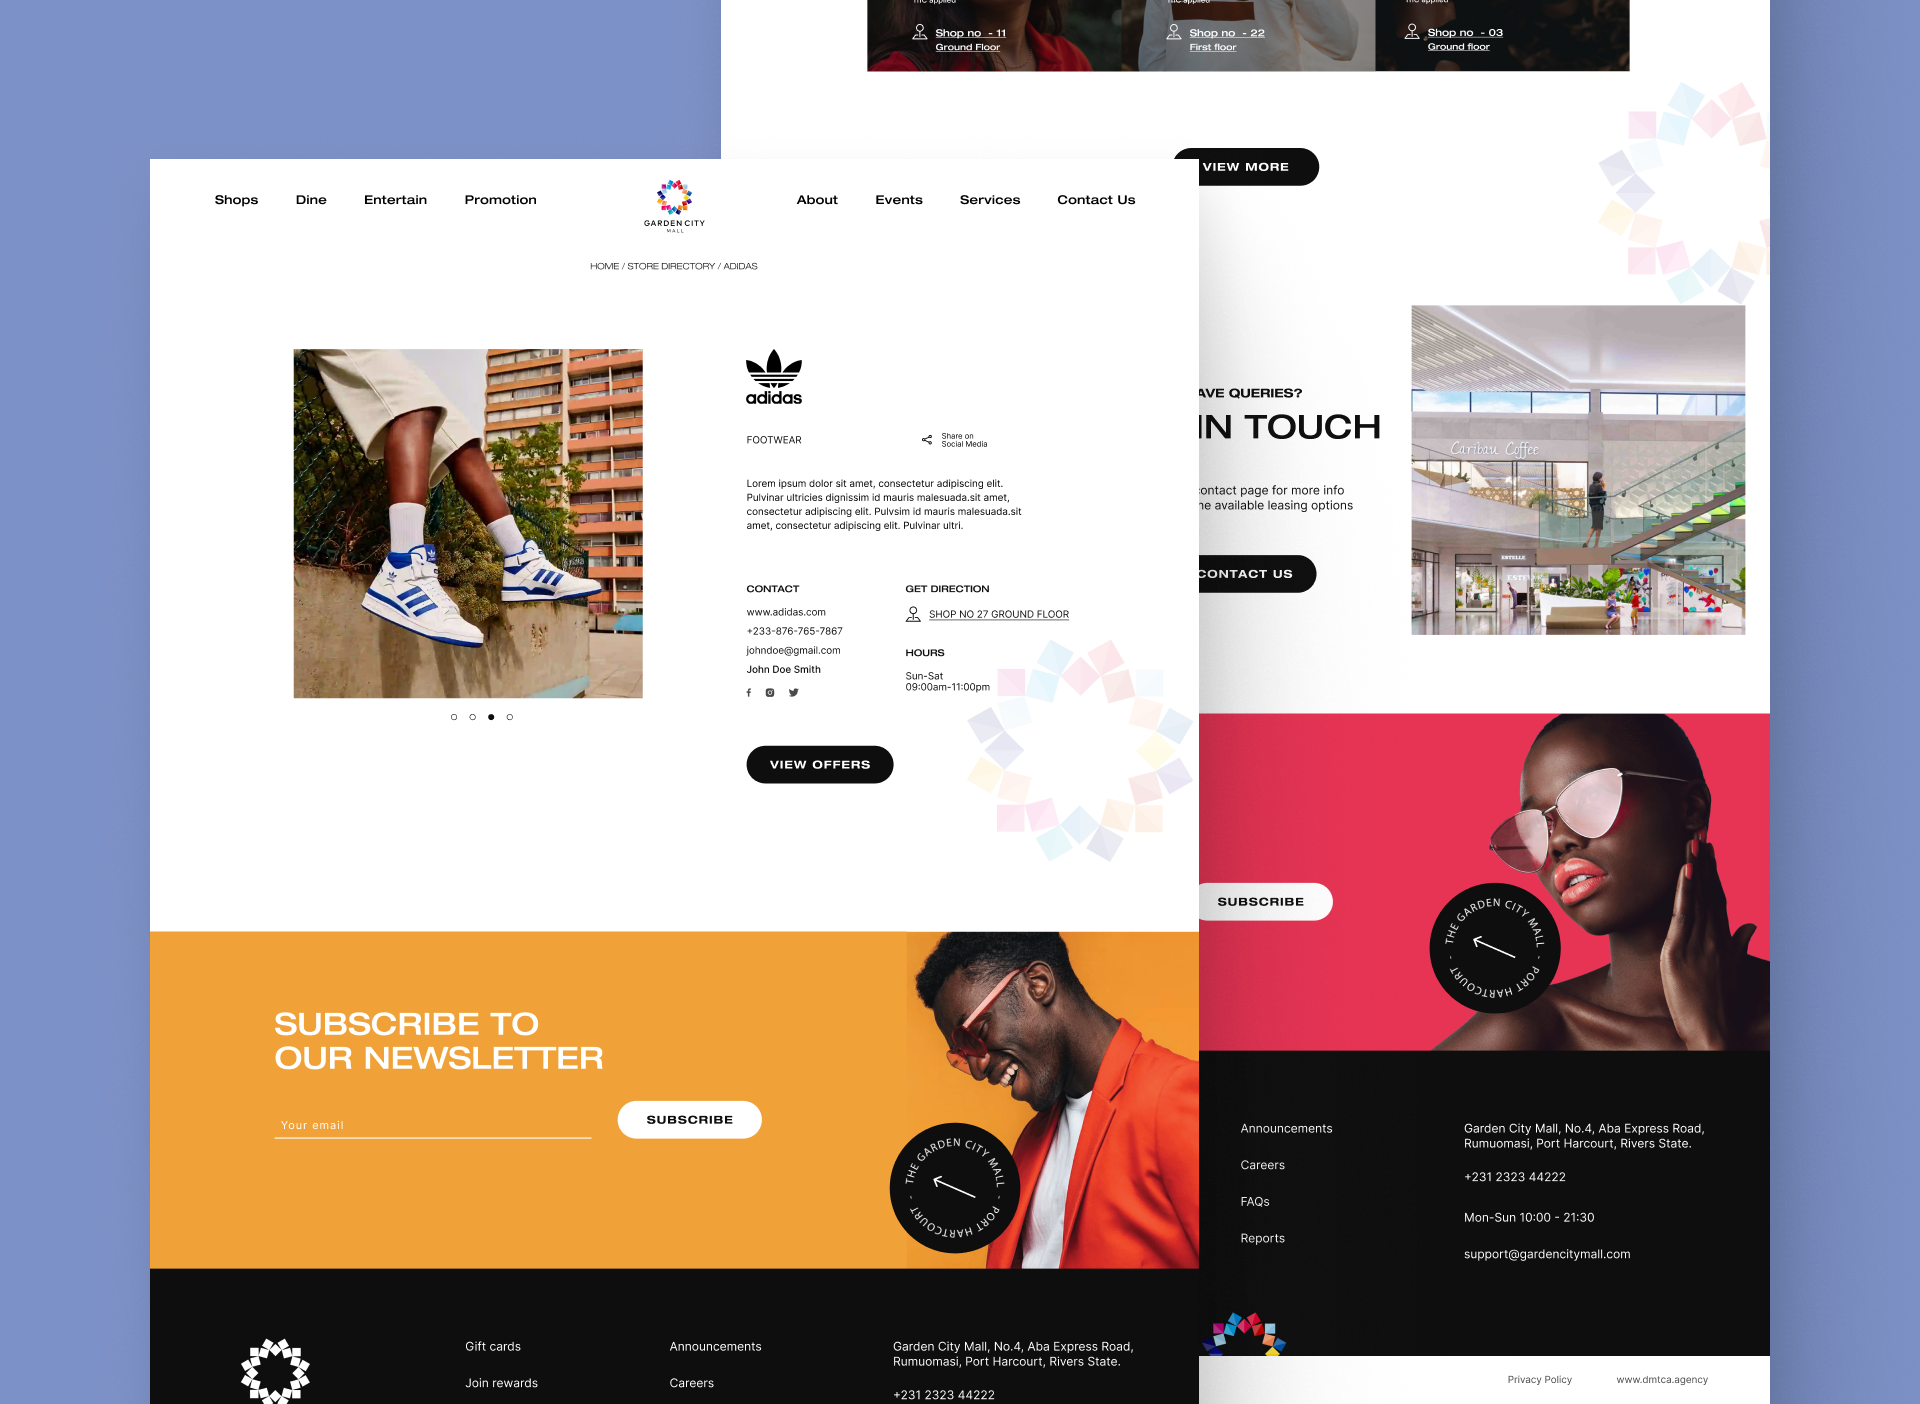 T&C applied
T&C applied
T&C applied
Shop no - 11
Ground Floor
Shop no - 22
First floor
Shop no - 03
Ground floor
VIEW MORE
Shops
Dine
Entertain
Promotion
GARDEN CITY
MALL
About
Events
Services
Contact Us
HOME / STORE DIRECTORY / ADIDAS
adidas
FOOTWEAR
Share on
Social Media
Lorem ipsum dolor sit amet, consectetur adipiscing elit.
Pulvinar ultricies dignissim id mauris malesuada.sit amet,
consectetur adipiscing elit. Pulvsim id mauris malesuada.sit
amet, consectetur adipiscing elit. Pulvinar ultri.
CONTACT
www.adidas.com
+233-876-765-7867
johndoe@gmail.com
John Doe Smith
GET DIRECTION
SHOP NO 27 GROUND FLOOR
HOURS
Sun-Sat
09:00am-11:00pm
VIEW OFFERS
AVE QUERIES?
IN TOUCH
ontact page for more info
he available leasing options
CONTACT US
Caribau Coffee
ESTELLE
SUBSCRIBE
THE GARDEN CITY MALL - PORT HARTCOURT -
SUBSCRIBE TO
OUR NEWSLETTER
Your email
SUBSCRIBE
THE GARDEN CITY MALL - PORT HARTCOURT -
Announcements
Careers
FAQs
Reports
Garden City Mall, No.4, Aba Express Road,
Rumuomasi, Port Harcourt, Rivers State.
+231 2323 44222
Mon-Sun 10:00 - 21:30
support@gardencitymall.com
Gift cards
Join rewards
Announcements
Careers
Garden City Mall, No.4, Aba Express Road,
Rumuomasi, Port Harcourt, Rivers State.
+231 2323 44222
Privacy Policy
www.dmtca.agency